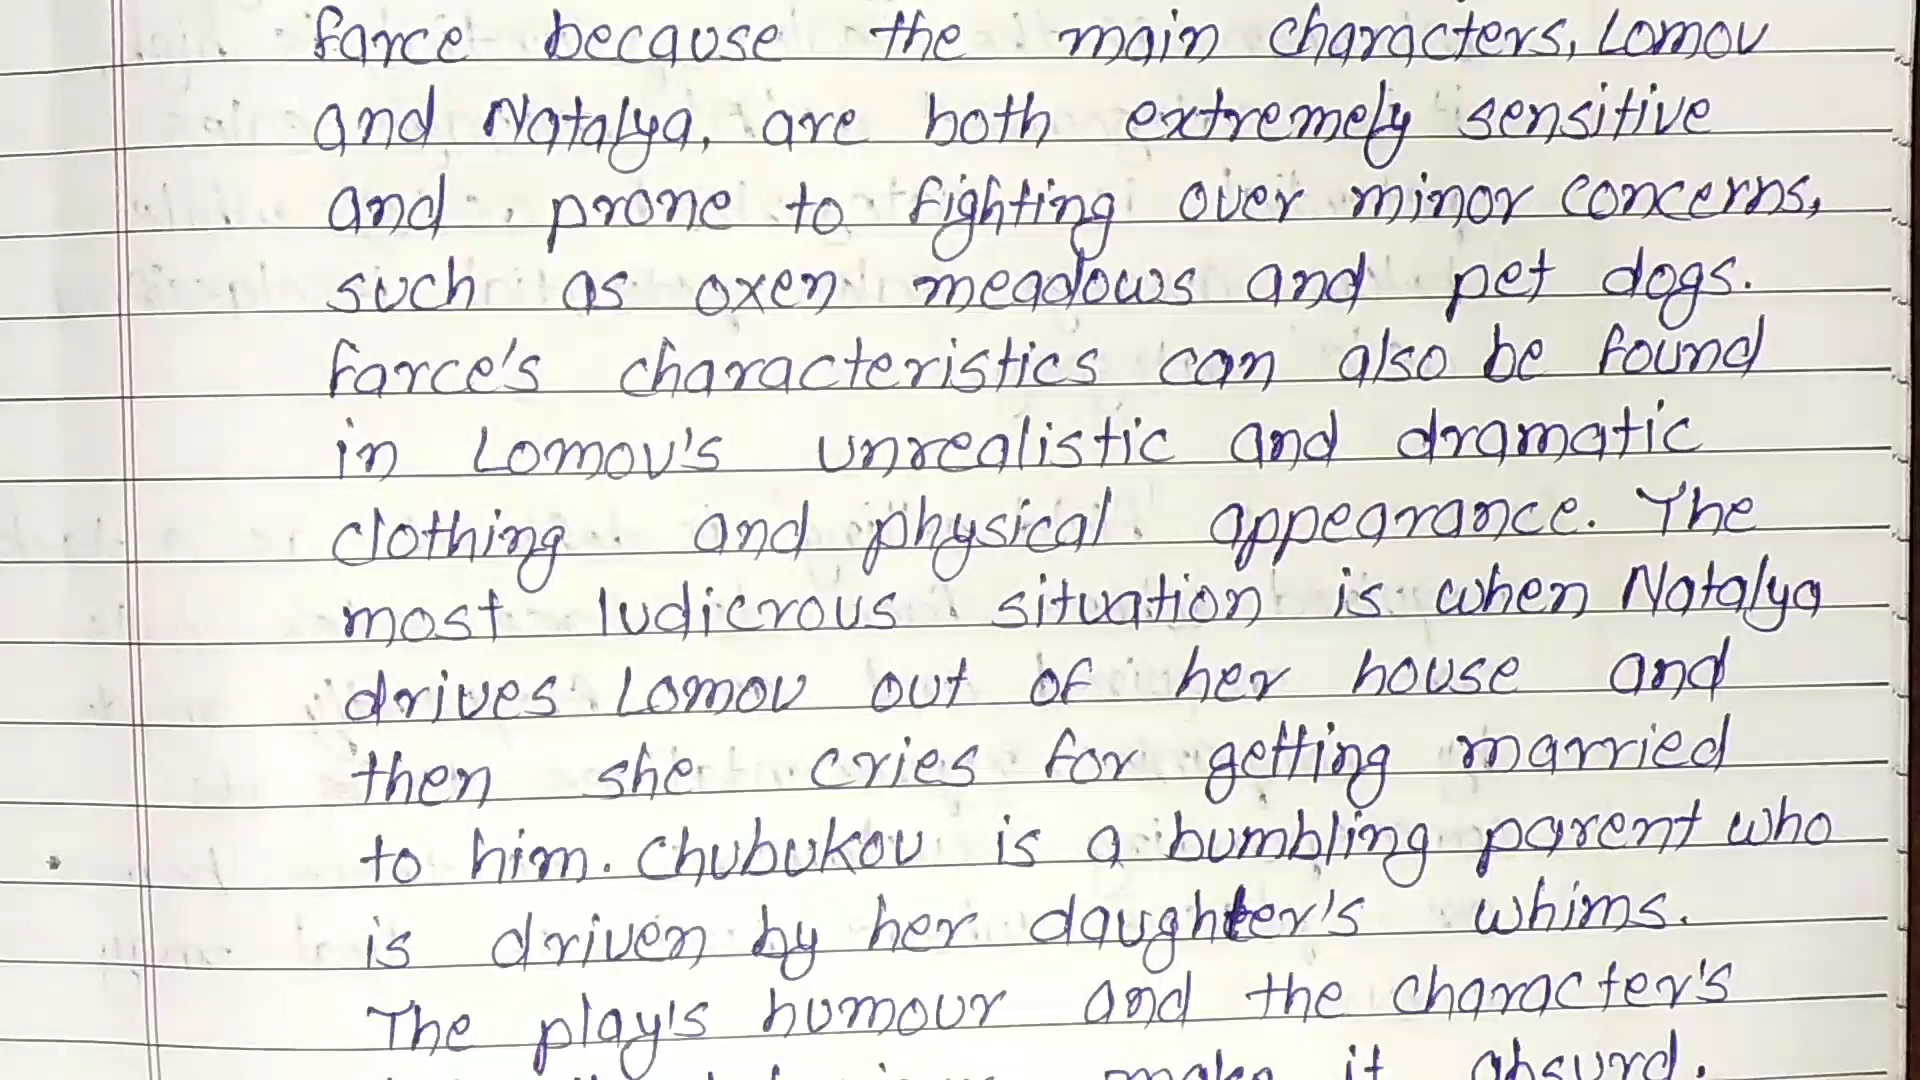 farce because the main characters, Lomov
and Natalya, are both extremely sensitive
and prone to fighting over minor concerns,
such as oxen meadows and pet dogs.
Farce's characteristics can also be found
in Lomov's unrealistic and dramatic
clothing and physical appearance. The
most ludicrous situation is when Natalya
drives Lomov out of her house and
then she cries for getting married
to him. Chubukov is a bumbling parent who
is driven by her daughter's whims.
The play's humour and the character's
make it absurd.